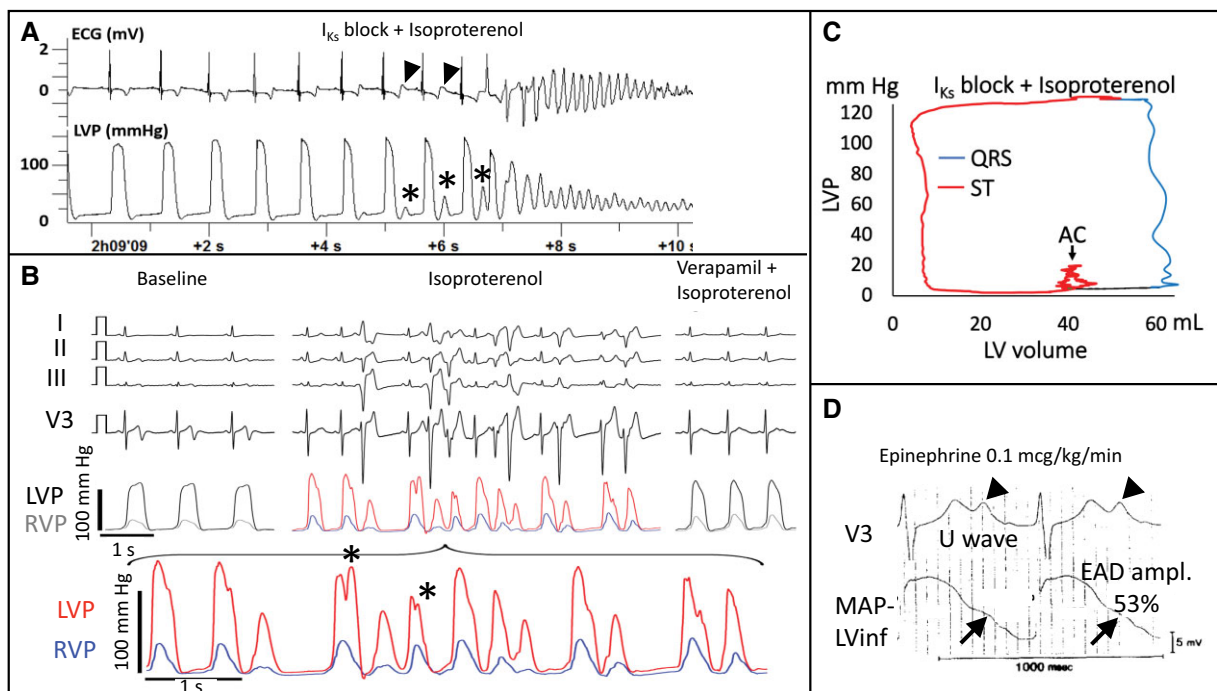 A
ECG (mV)
IKs block + Isoproterenol
2
0
LVP (mmHg)
100
0
*
*
*
2h09'09
+2 s
+4 s
+6 s
+8 s
+10 s
B
Baseline
Isoproterenol
Verapamil +
Isoproterenol
I
II
III
V3
LVP
RVP
100 mm Hg
1 s
*
*
LVP
RVP
100 mm Hg
1 s
C
mm Hg
IKs block + Isoproterenol
120
100
80
60
40
20
0
LVP
QRS
ST
AC
0
20
40
60 mL
LV volume
D
Epinephrine 0.1 mcg/kg/min
V3
U wave
EAD ampl.
53%
MAP-
LVinf
5 mV
1000 msec